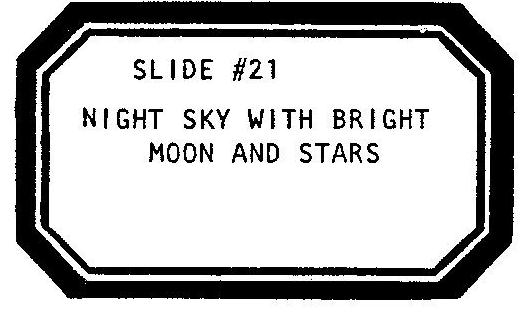 SLIDE #21
NIGHT SKY WITH BRIGHT
MOON AND STARS